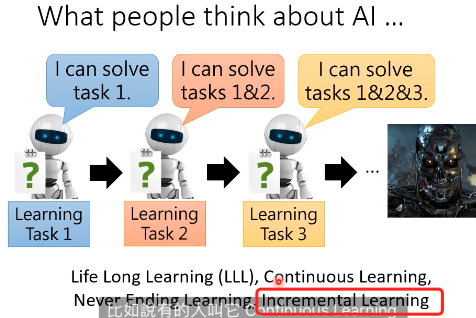 What people think about AI …
I can solve
task 1.
I can solve
tasks 1&2.
I can solve
tasks 1&2&3.
?
?
?
...
Learning
Task 1
Learning
Task 2
Learning
Task 3
Life Long Learning (LLL), Continuous Learning,
Never Ending Learning, Incremental Learning
比如說有的人叫它 Continuous Learning